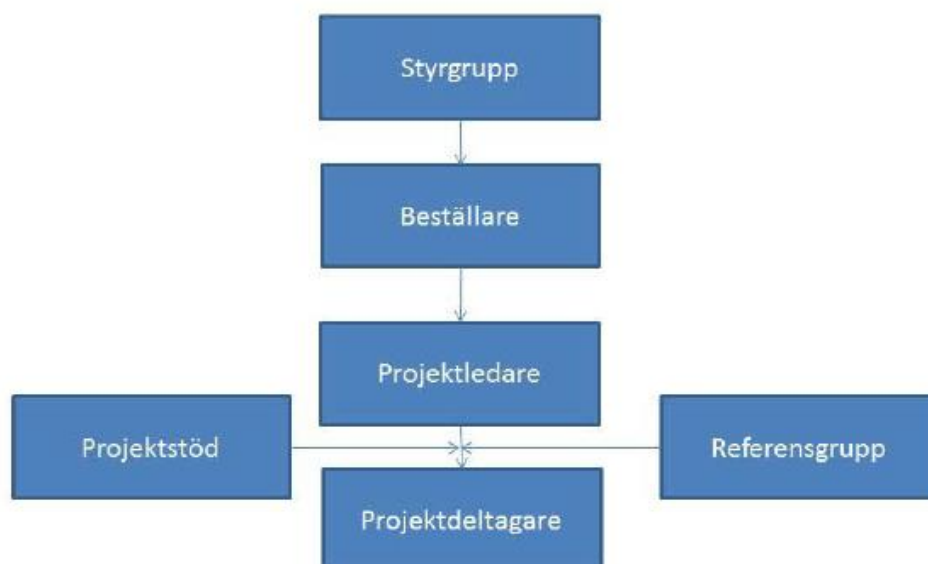 Styrgrupp
Beställare
Projektledare
Projektstöd
Referensgrupp
Projektdeltagare